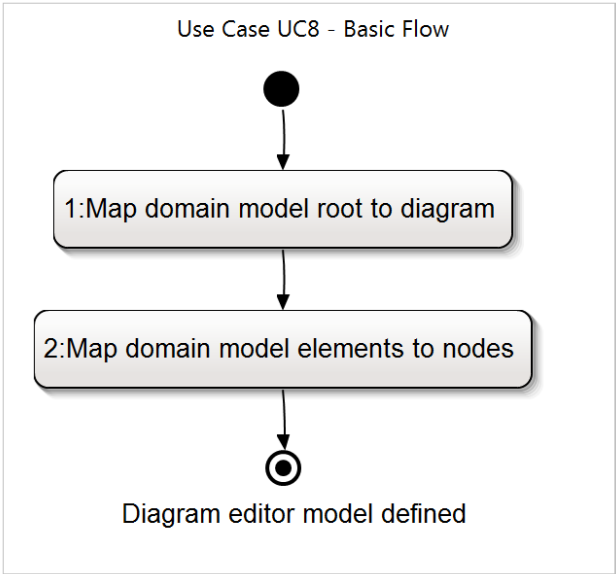 Use Case UC8 - Basic Flow
1:Map domain model root to diagram
2:Map domain model elements to nodes
Diagram editor model defined